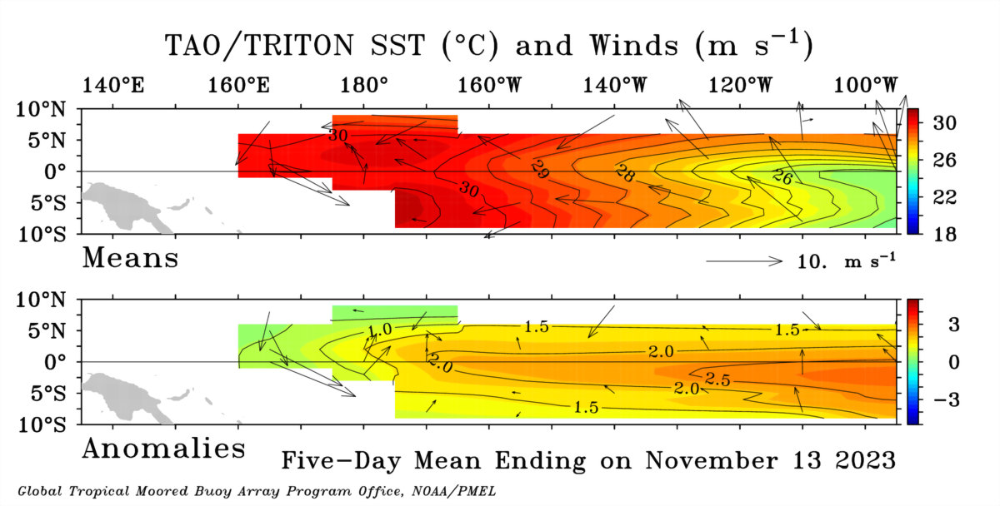 TAO/TRITON SST (°C) and Winds (m s⁻¹)
140°E 160°E 180° 160°W 140°W 120°W 100°W
10°N
5°N
0°
5°S
10°S
30
29
28
26
30
30
26
22
18
Means
10. m s⁻¹
10°N
5°N
0°
5°S
10°S
1.0
1.5
1.5
2.0
2.0
2.5
2.0
1.5
3
0
−3
Anomalies
Five-Day Mean Ending on November 13 2023
Global Tropical Moored Buoy Array Program Office, NOAA/PMEL